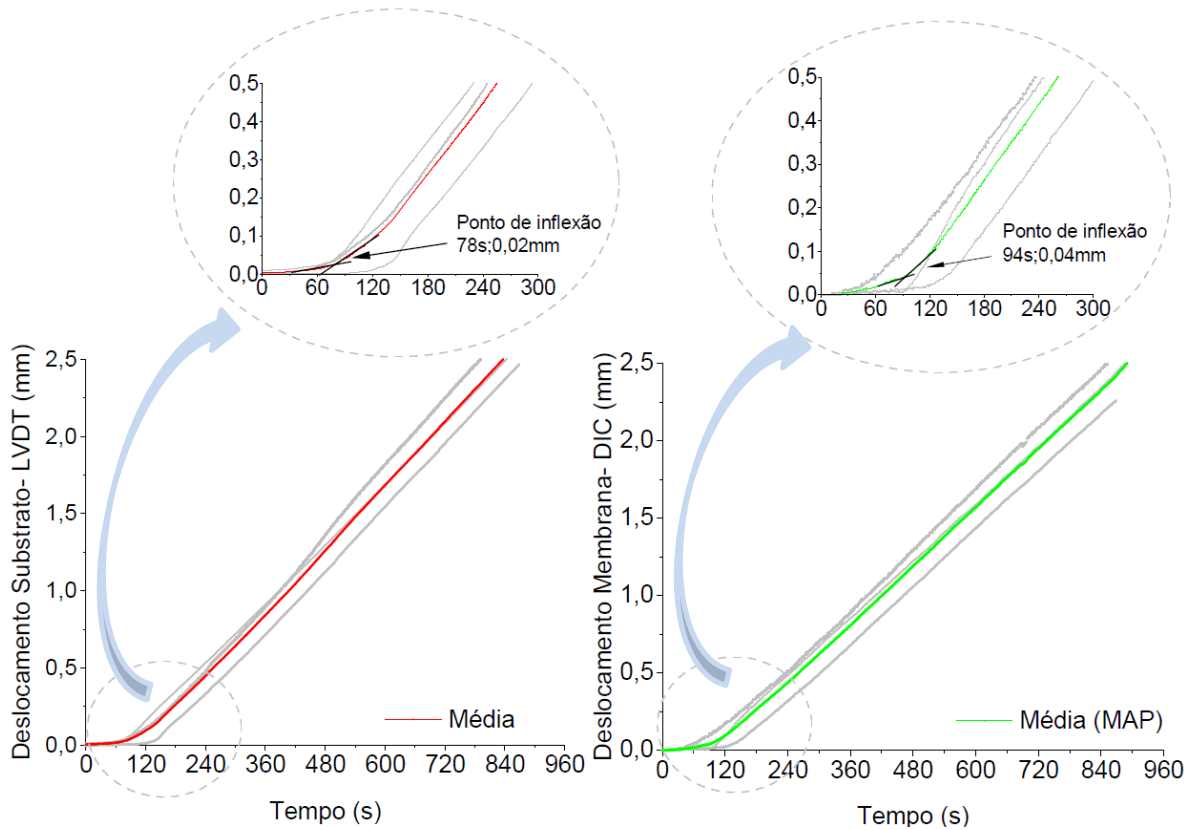 0,5
0,4
0,3
0,2
0,1
0,0
0 60 120 180 240 300
Ponto de inflexão
78s;0,02mm
0,5
0,4
0,3
0,2
0,1
0,0
0 60 120 180 240 300
Ponto de inflexão
94s;0,04mm
Deslocamento Substrato- LVDT (mm)
2,5
2,0
1,5
1,0
0,5
0,0
0 120 240 360 480 600 720 840 960
Média
Tempo (s)
Deslocamento Membrana- DIC (mm)
2,5
2,0
1,5
1,0
0,5
0,0
0 120 240 360 480 600 720 840 960
Média (MAP)
Tempo (s)